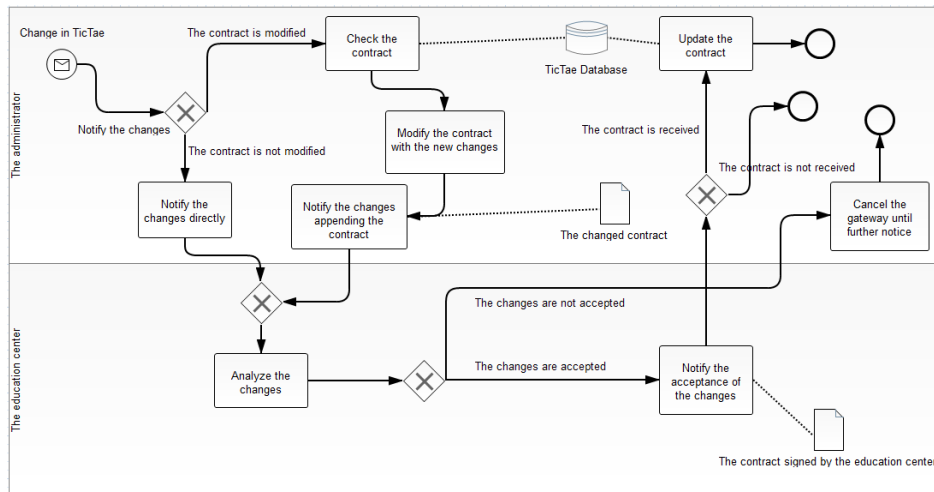 The administrator
Change in TicTae
Notify the changes
The contract is modified
The contract is not modified
Check the
contract
TicTae Database
Update the
contract
Modify the contract
with the new changes
The contract is received
The contract is not received
Notify the
changes directly
Notify the changes
appending the
contract
The changed contract
Cancel the
gateway until
further notice
The education center
The changes are not accepted
Analyze the
changes
The changes are accepted
Notify the
acceptance of
the changes
The contract signed by the education center